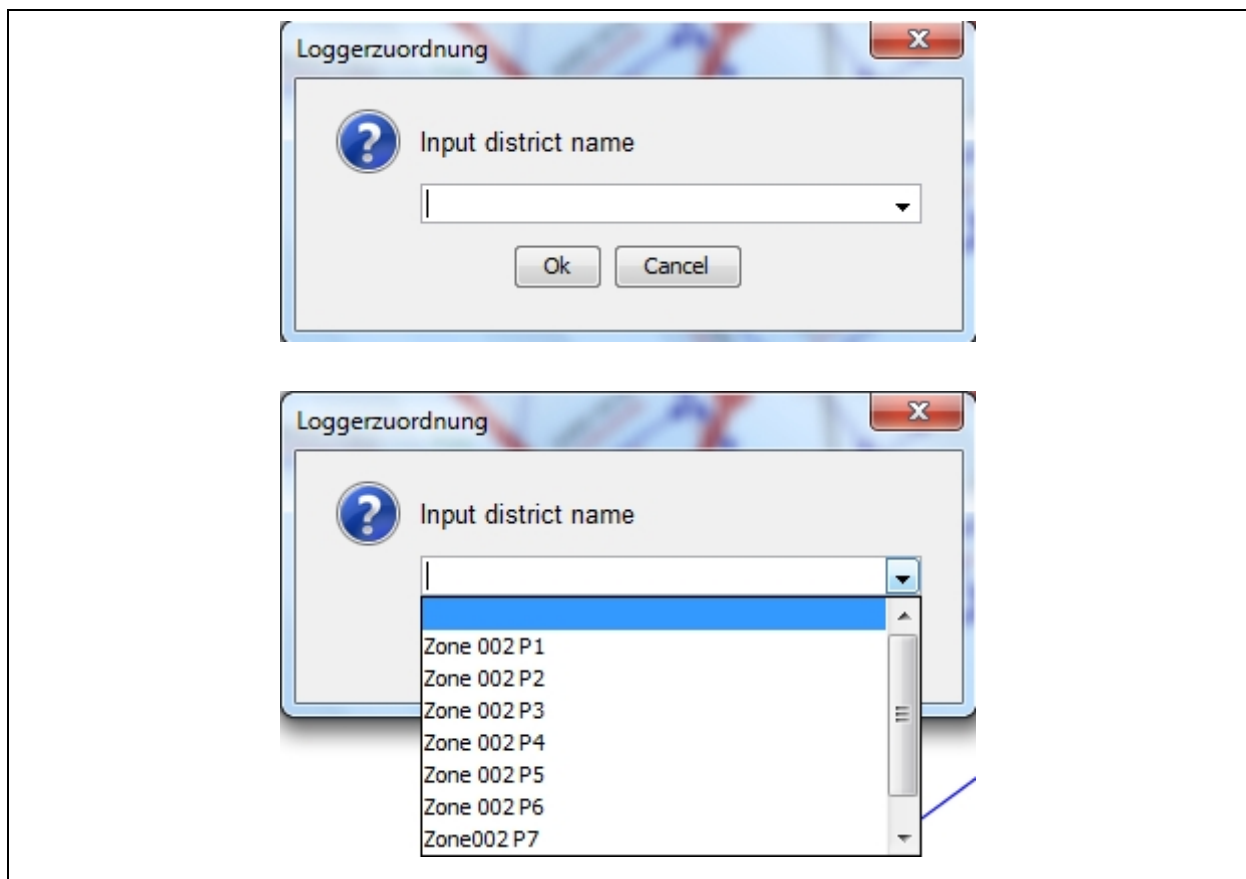 Loggerzuordnung
Input district name
Ok Cancel
Loggerzuordnung
Input district name
Zone 002 P1
Zone 002 P2
Zone 002 P3
Zone 002 P4
Zone 002 P5
Zone 002 P6
Zone002 P7